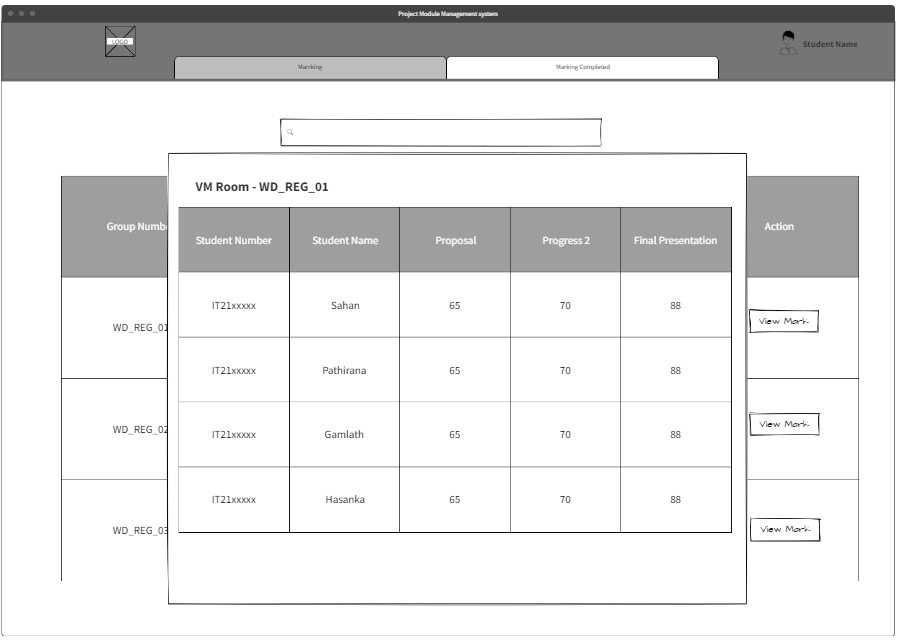 Project Module Management system
LOGO
Student Name
Marrking
Marking Completed
VM Room - WD_REG_01
Group Numb
Action
Student Number Student Name Proposal Progress 2 Final Presentation
IT21xxxxx Sahan 65 70 88
WD_REG_01
View Mark
IT21xxxxx Pathirana 65 70 88
WD_REG_02
View Mark
IT21xxxxx Gamlath 65 70 88
IT21xxxxx Hasanka 65 70 88
WD_REG_03
View Mark